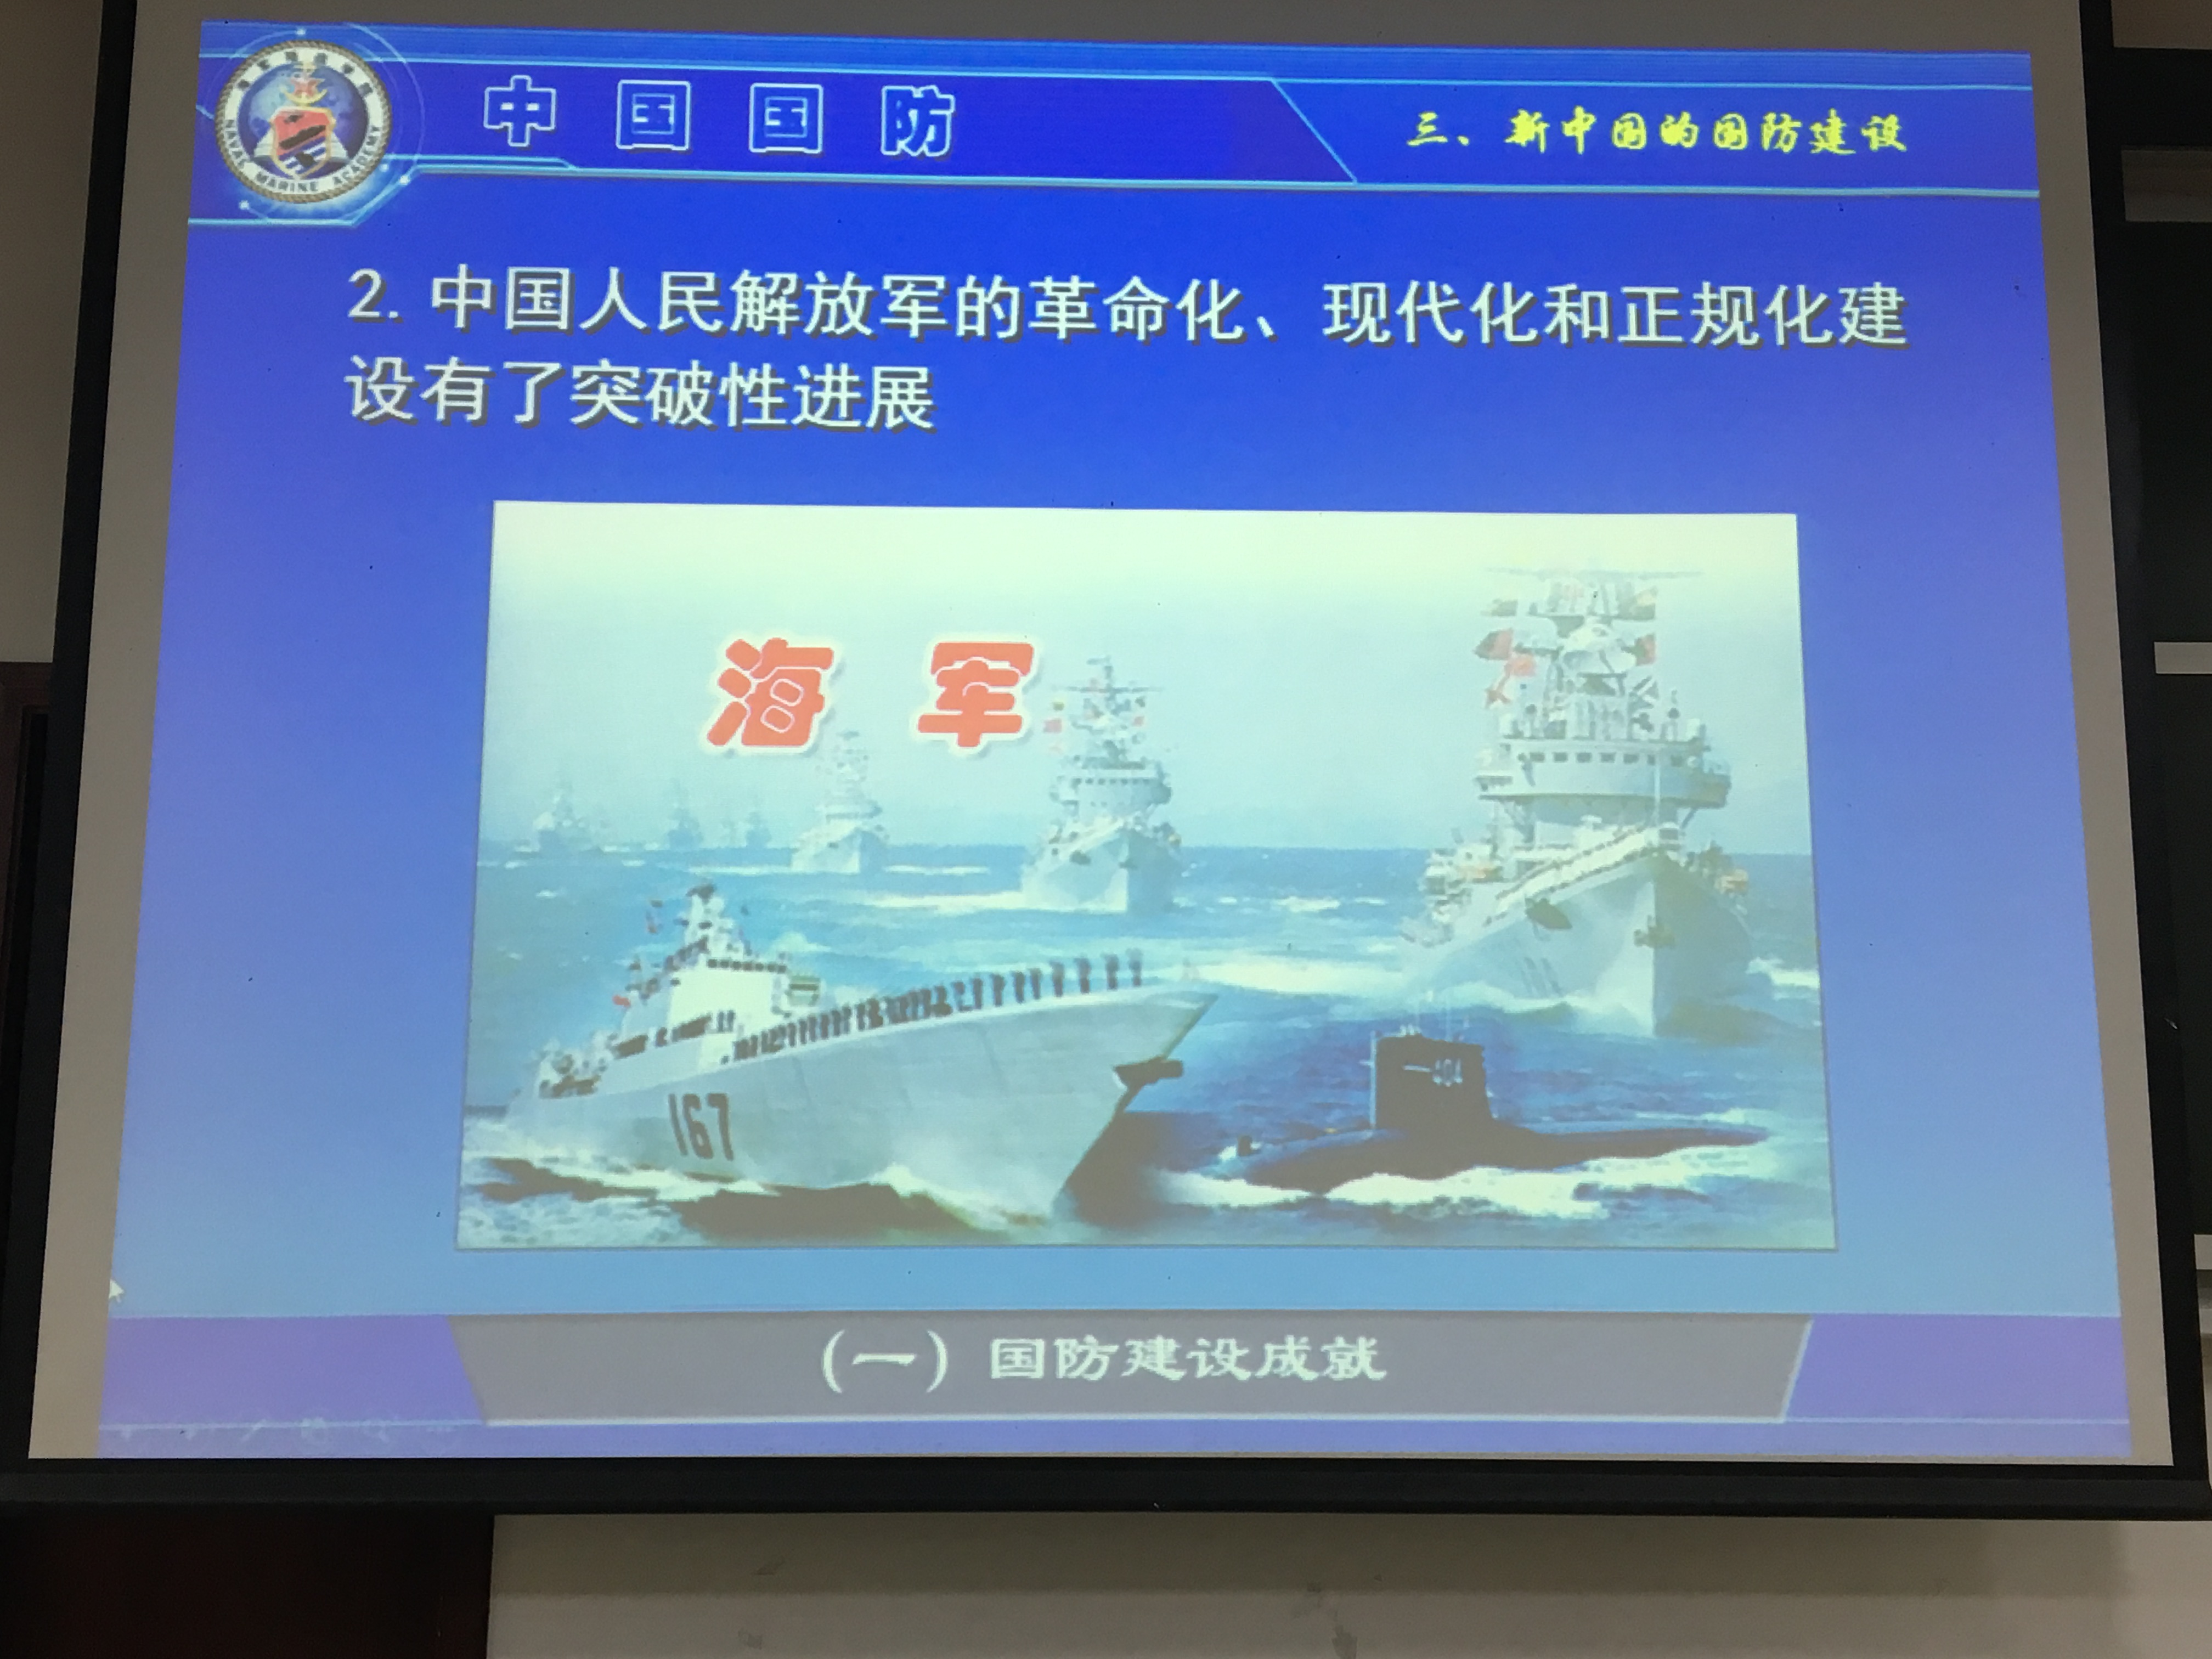 中国国防
三、新中国的国防建设
NAVAL MARINE ACADEMY
2. 中国人民解放军的革命化、现代化和正规化建
设有了突破性进展
海 军
167
404
(一) 国防建设成就